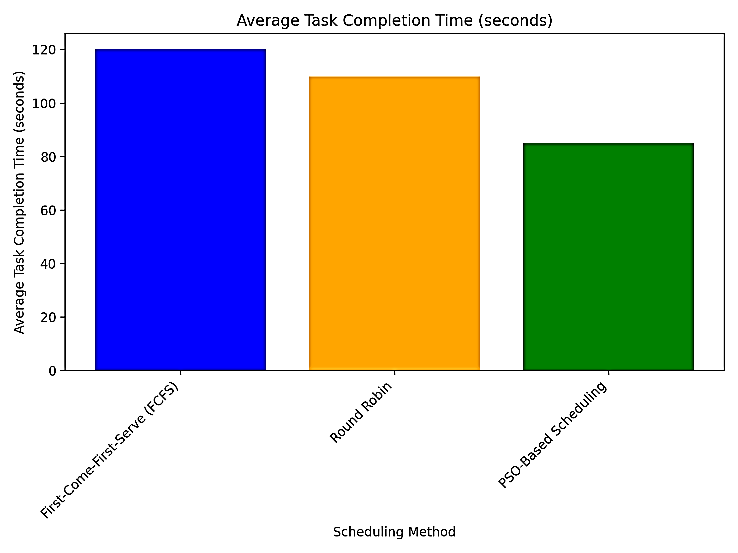 Average Task Completion Time (seconds)
Average Task Completion Time (seconds)
120
100
80
60
40
20
0
First-Come-First-Serve (FCFS)
Round Robin
PSO-Based Scheduling
Scheduling Method